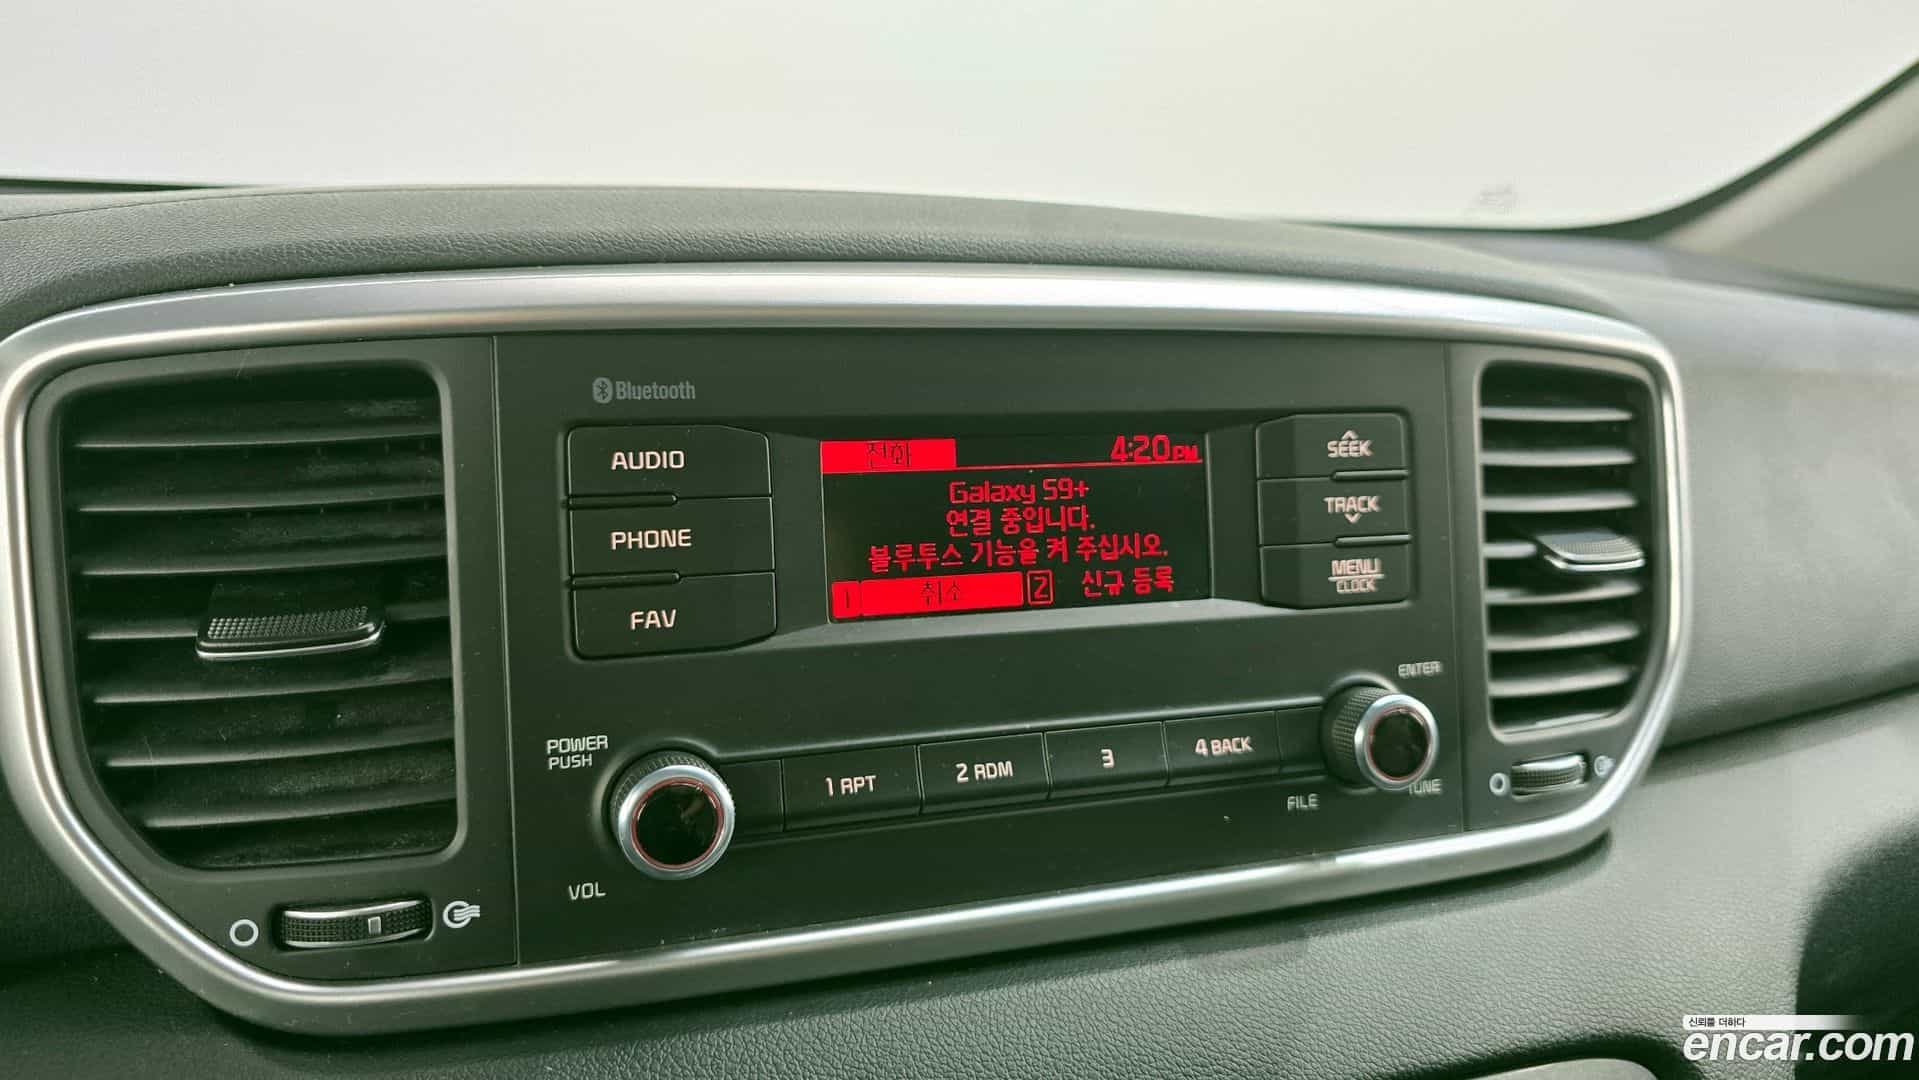 Bluetooth
AUDIO
PHONE
FAV
전화 4:20PM
Galaxy S9+
연결 중입니다.
블루투스 기능을 켜 주십시오.
1 취소 2 신규 등록
SEEK
TRACK
MENU
CLOCK
POWER
PUSH
VOL
1 RPT
2 RDM
3
4 BACK
ENTER
FILE
TUNE
신뢰를 더하다
encar.com